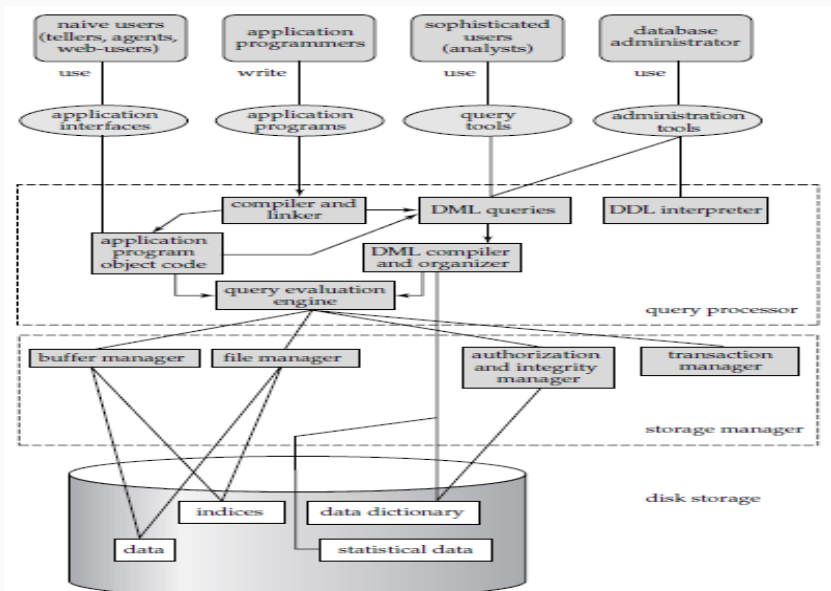 naive users
(tellers, agents,
web-users)
application
programmers
sophisticated
users
(analysts)
database
administrator
use
write
use
use
application
interfaces
application
programs
query
tools
administration
tools
compiler and
linker
DML queries
DDL interpreter
application
program
object code
DML compiler
and organizer
query evaluation
engine
query processor
buffer manager
file manager
authorization
and integrity
manager
transaction
manager
storage manager
disk storage
indices
data dictionary
data
statistical data